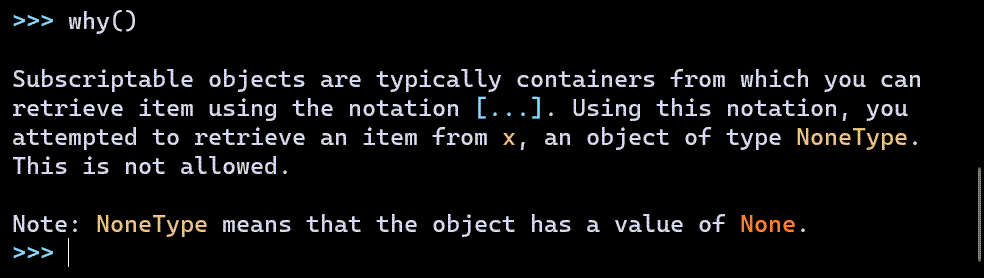 >>> why()
Subscriptable objects are typically containers from which you can
retrieve item using the notation [...]. Using this notation, you
attempted to retrieve an item from x, an object of type NoneType.
This is not allowed.
Note: NoneType means that the object has a value of None.
>>>